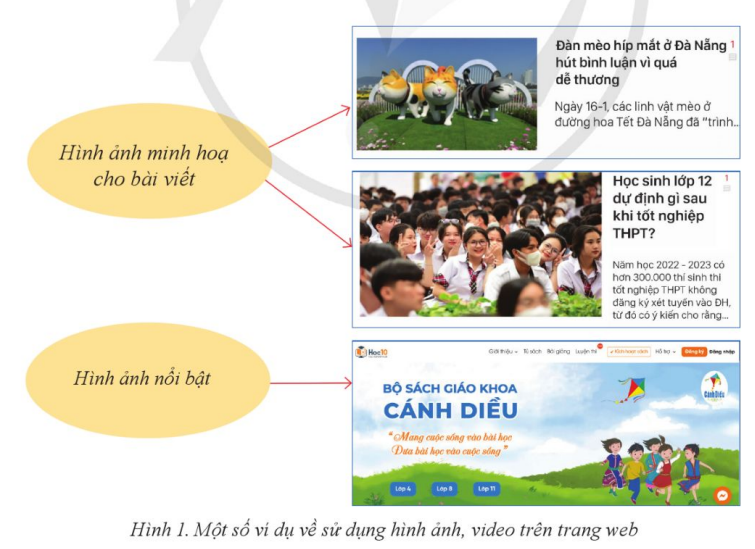 Hình ảnh minh hoạ
cho bài viết
Đàn mèo híp mắt ở Đà Nẵng 1
hút bình luận vì quá
dễ thương
Ngày 16-1, các linh vật mèo ở
đường hoa Tết Đà Nẵng đã "trình...
Học sinh lớp 12 1
dự định gì sau
khi tốt nghiệp
THPT?
Năm học 2022 - 2023 có
hơn 300.000 thí sinh thi
tốt nghiệp THPT không
đăng ký xét tuyển vào ĐH,
từ đó có ý kiến cho rằng...
Hình ảnh nổi bật
Hoc10 Giới thiệu Tủ sách Bài giảng Luyện thi Kích hoạt sách Hỗ trợ Đăng ký Đăng nhập
BỘ SÁCH GIÁO KHOA
CÁNH DIỀU
Cánh Diều
“ Mang cuộc sống vào bài học
Đưa bài học vào cuộc sống ”
Lớp 4 Lớp 8 Lớp 11
Hình 1. Một số ví dụ về sử dụng hình ảnh, video trên trang web